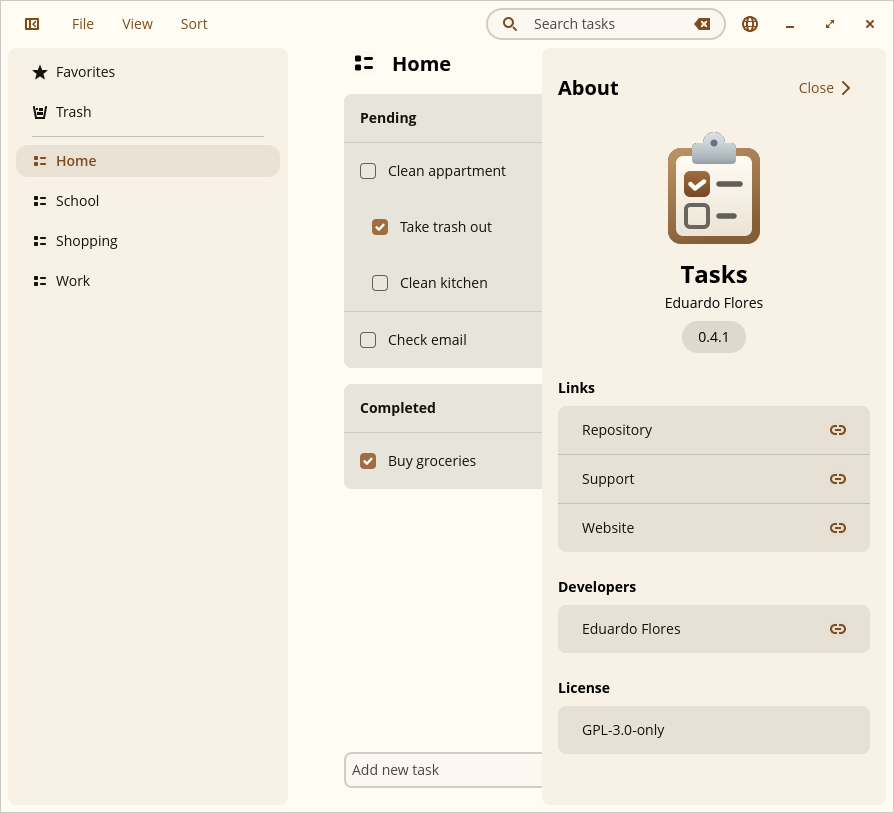 File View Sort Search tasks
Favorites
Trash
Home
School
Shopping
Work
Home
Pending
Clean appartment
Take trash out
Clean kitchen
Check email
Completed
Buy groceries
Add new task
About Close
Tasks
Eduardo Flores
0.4.1
Links
Repository
Support
Website
Developers
Eduardo Flores
License
GPL-3.0-only